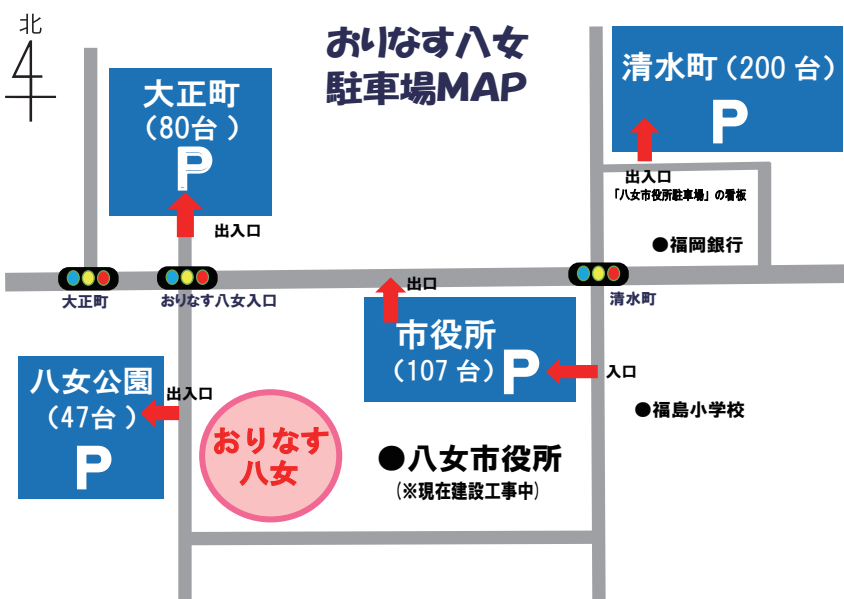 北
おりなす八女
駐車場MAP
大正町
(80台)
P
出入口
清水町(200台)
P
出入口
「八女市役所駐車場」の看板
●福岡銀行
大正町
おりなす八女入口
出口
清水町
市役所
(107台)P
入口
八女公園
(47台)
P
出入口
おりなす
八女
●福島小学校
●八女市役所
(※現在建設工事中)